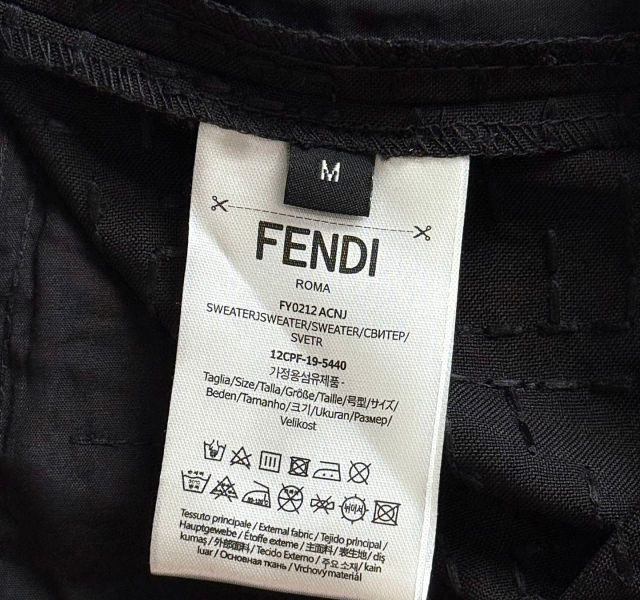 M
FENDI
ROMA
FY0212 ACNJ
SWEATERJSWEATER/SWEATER/СВИТЕР/
SVETR
12CPF-19-5440
가정용섬유제품 -
Taglia/Size/Talla/Größe/Taille/号型/サイズ/
Beden/Tamanho/크기/Ukuran/Размер/
Velikost
Tessuto principale / External fabric / Tejido principal /
Hauptgewebe / Étoffe externe / 主面料 / 表生地/ diş
kumaş / 外部面料/ Tecido Externo / 주요 소재/ kain
luar / Основная ткань / Vrchový materiál